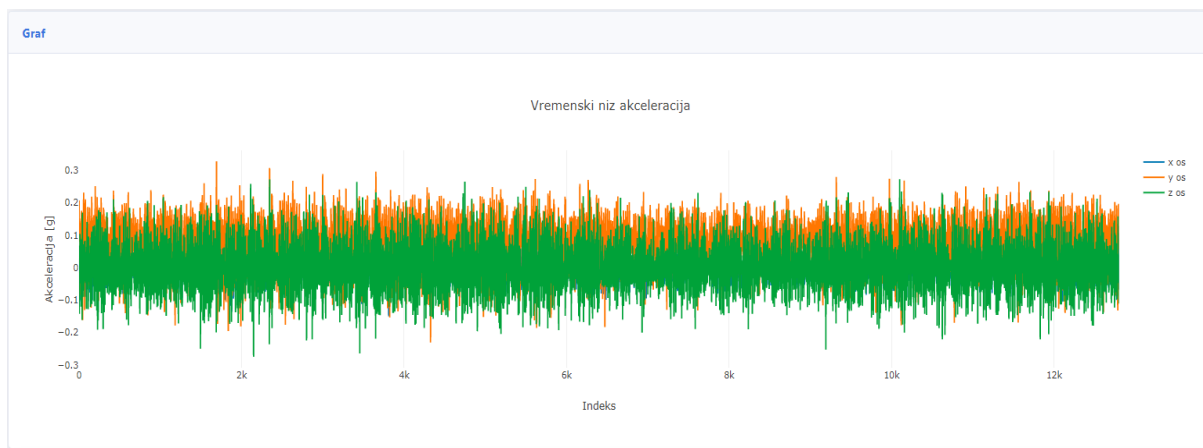 Graf
Vremenski niz akceleracija
x os
y os
z os
Akceleracija [g]
0.3
0.2
0.1
0
−0.1
−0.2
−0.3
0 2k 4k 6k 8k 10k 12k
Indeks